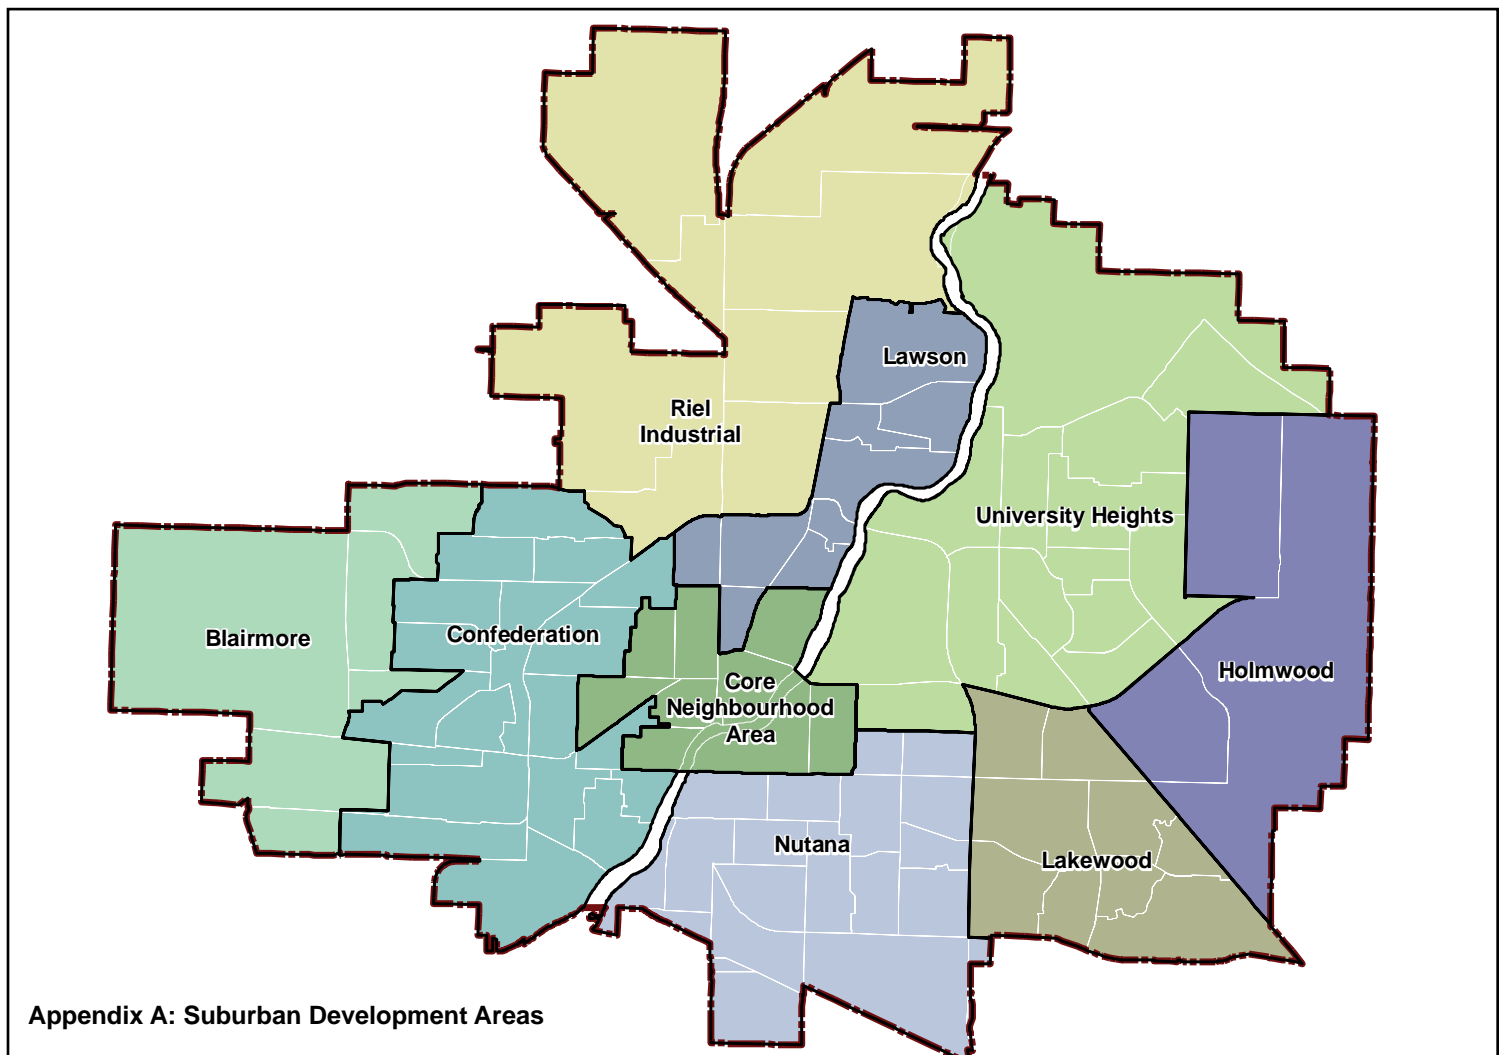 Lawson
Riel
Industrial
University Heights
Blairmore
Confederation
Holmwood
Core
Neighbourhood
Area
Nutana
Lakewood
Appendix A: Suburban Development Areas